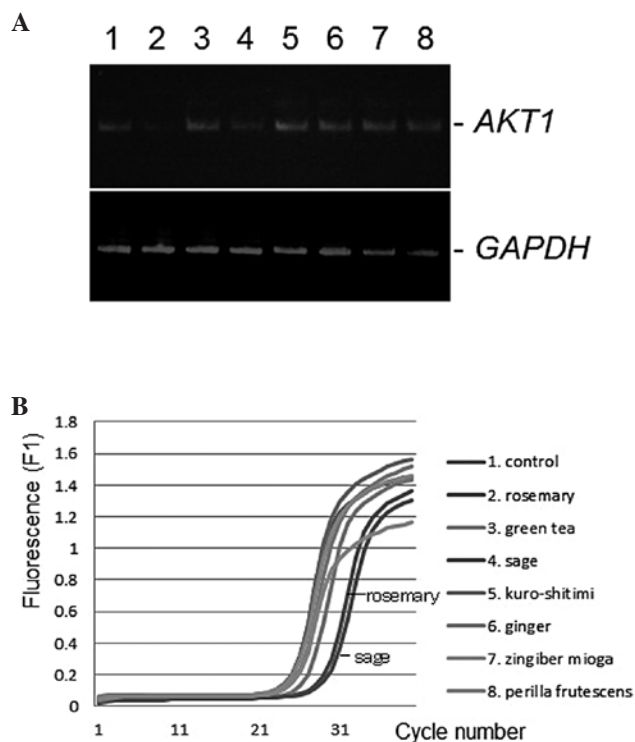 A
1 2 3 4 5 6 7 8
- AKT1
- GAPDH
B
Fluorescence (F1)
1.8
1.6
1.4
1.2
1
0.8
0.6
0.4
0.2
0
rosemary
sage
1 11 21 31 Cycle number
1. control
2. rosemary
3. green tea
4. sage
5. kuro-shitimi
6. ginger
7. zingiber mioga
8. perilla frutescens